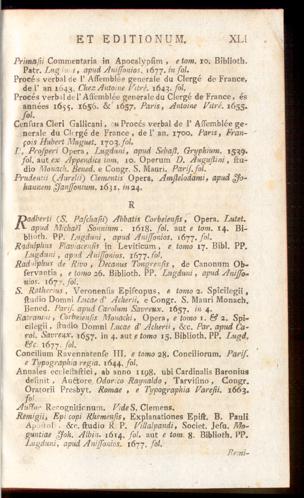 ET EDITIONUM. XLI
Primasii Commentaria in Apocalypsim, e tom. 10. Biblioth.
Patr. Lugduni, apud Anissonios. 1677. in fol.
Procès verbal de l'Assemblée generale du Clergé de France,
de l'an 1643. Chez Antoine Vitré. 1643. fol.
Procés verbal de l'Assemblée generale du Clergé de France, és
années 1655. 1656. & 1657. Paris, Antoine Vitré. 1655.
fol.
Censura Cleri Gallicani, ou Procès verbal de l'Assemblée ge-
nerale du Clergé de France, de l'an. 1700. Paris, Fran-
çois Hubert Muguet. 1703. fol.
S. Prosperi Opera, Lugduni, apud Sebast. Gryphium. 1539.
fol. aut ex Appendice tom. 10. Operum D. Augustini, stu-
dio Monach. Bened. e Congr. S. Mauri. Paris. fol.
Prudentii (Aurelii) Clementis Opera, Amstelodami, apud Jo-
hannem Janssonium. 1631. in 24.
R
Radberti (S. Paschasii) Abbatis Corbeiensis, Opera. Lutet.
apud Michaël Sonnium. 1618. fol. aut e tom. 14. Bi-
blioth. PP. Lugduni, apud Anissonios. 1677. fol.
Radulphus Flaviacensis in Leviticum, e tomo 17. Bibl. PP.
Lugduni, apud Anissonios. 1677. fol.
Radulphus de Rivo, Decanus Tongrensis, de Canonum Ob-
servantia, e tomo 26. Biblioth. PP. Lugduni, apud Anisso-
nios. 1677. fol.
S. Ratherius, Veronensis Episcopus, e tomo 2. Spicilegii,
studio Domni Lucae d'Acherii, e Congr. S. Mauri Monach.
Bened. Paris. apud Carolum Savreux. 1657. in 4.
Ratramni, Corbeiensis Monachi, Opera, e tomo 1. & 2. Spi-
cilegii, studio Domni Lucae d'Acherii, &c. Par. apud Ca-
rol. Savreux. 1657. in 4. aut e tomo 15. Biblioth. PP. Lugd.
&c. 1677. fol.
Concilium Ravennatense III. e tomo 28. Conciliorum. Paris.
e Typographia regia. 1644. fol.
Annales ecclesiastici, ab anno 1198. ubi Cardinalis Baronius
desinit, Auctore Odorico Raynaldo, Tarvisino, Congr.
Oratorii Presbyt. Romae, e Typographia Varesii. 1663.
fol.
Auctor Recognitionum. Vide S. Clemens.
Remigii, Episcopi Rhemensis, Explanationes Epist. B. Pauli
Apostoli, &c. studio R P. Villalpandi, Societ. Jesu. Mo-
guntiae Joh. Albin. 1614. fol. aut e tom. 8. Biblioth. PP.
Lugduni, apud Anissonios. 1677. fol.
Remi-